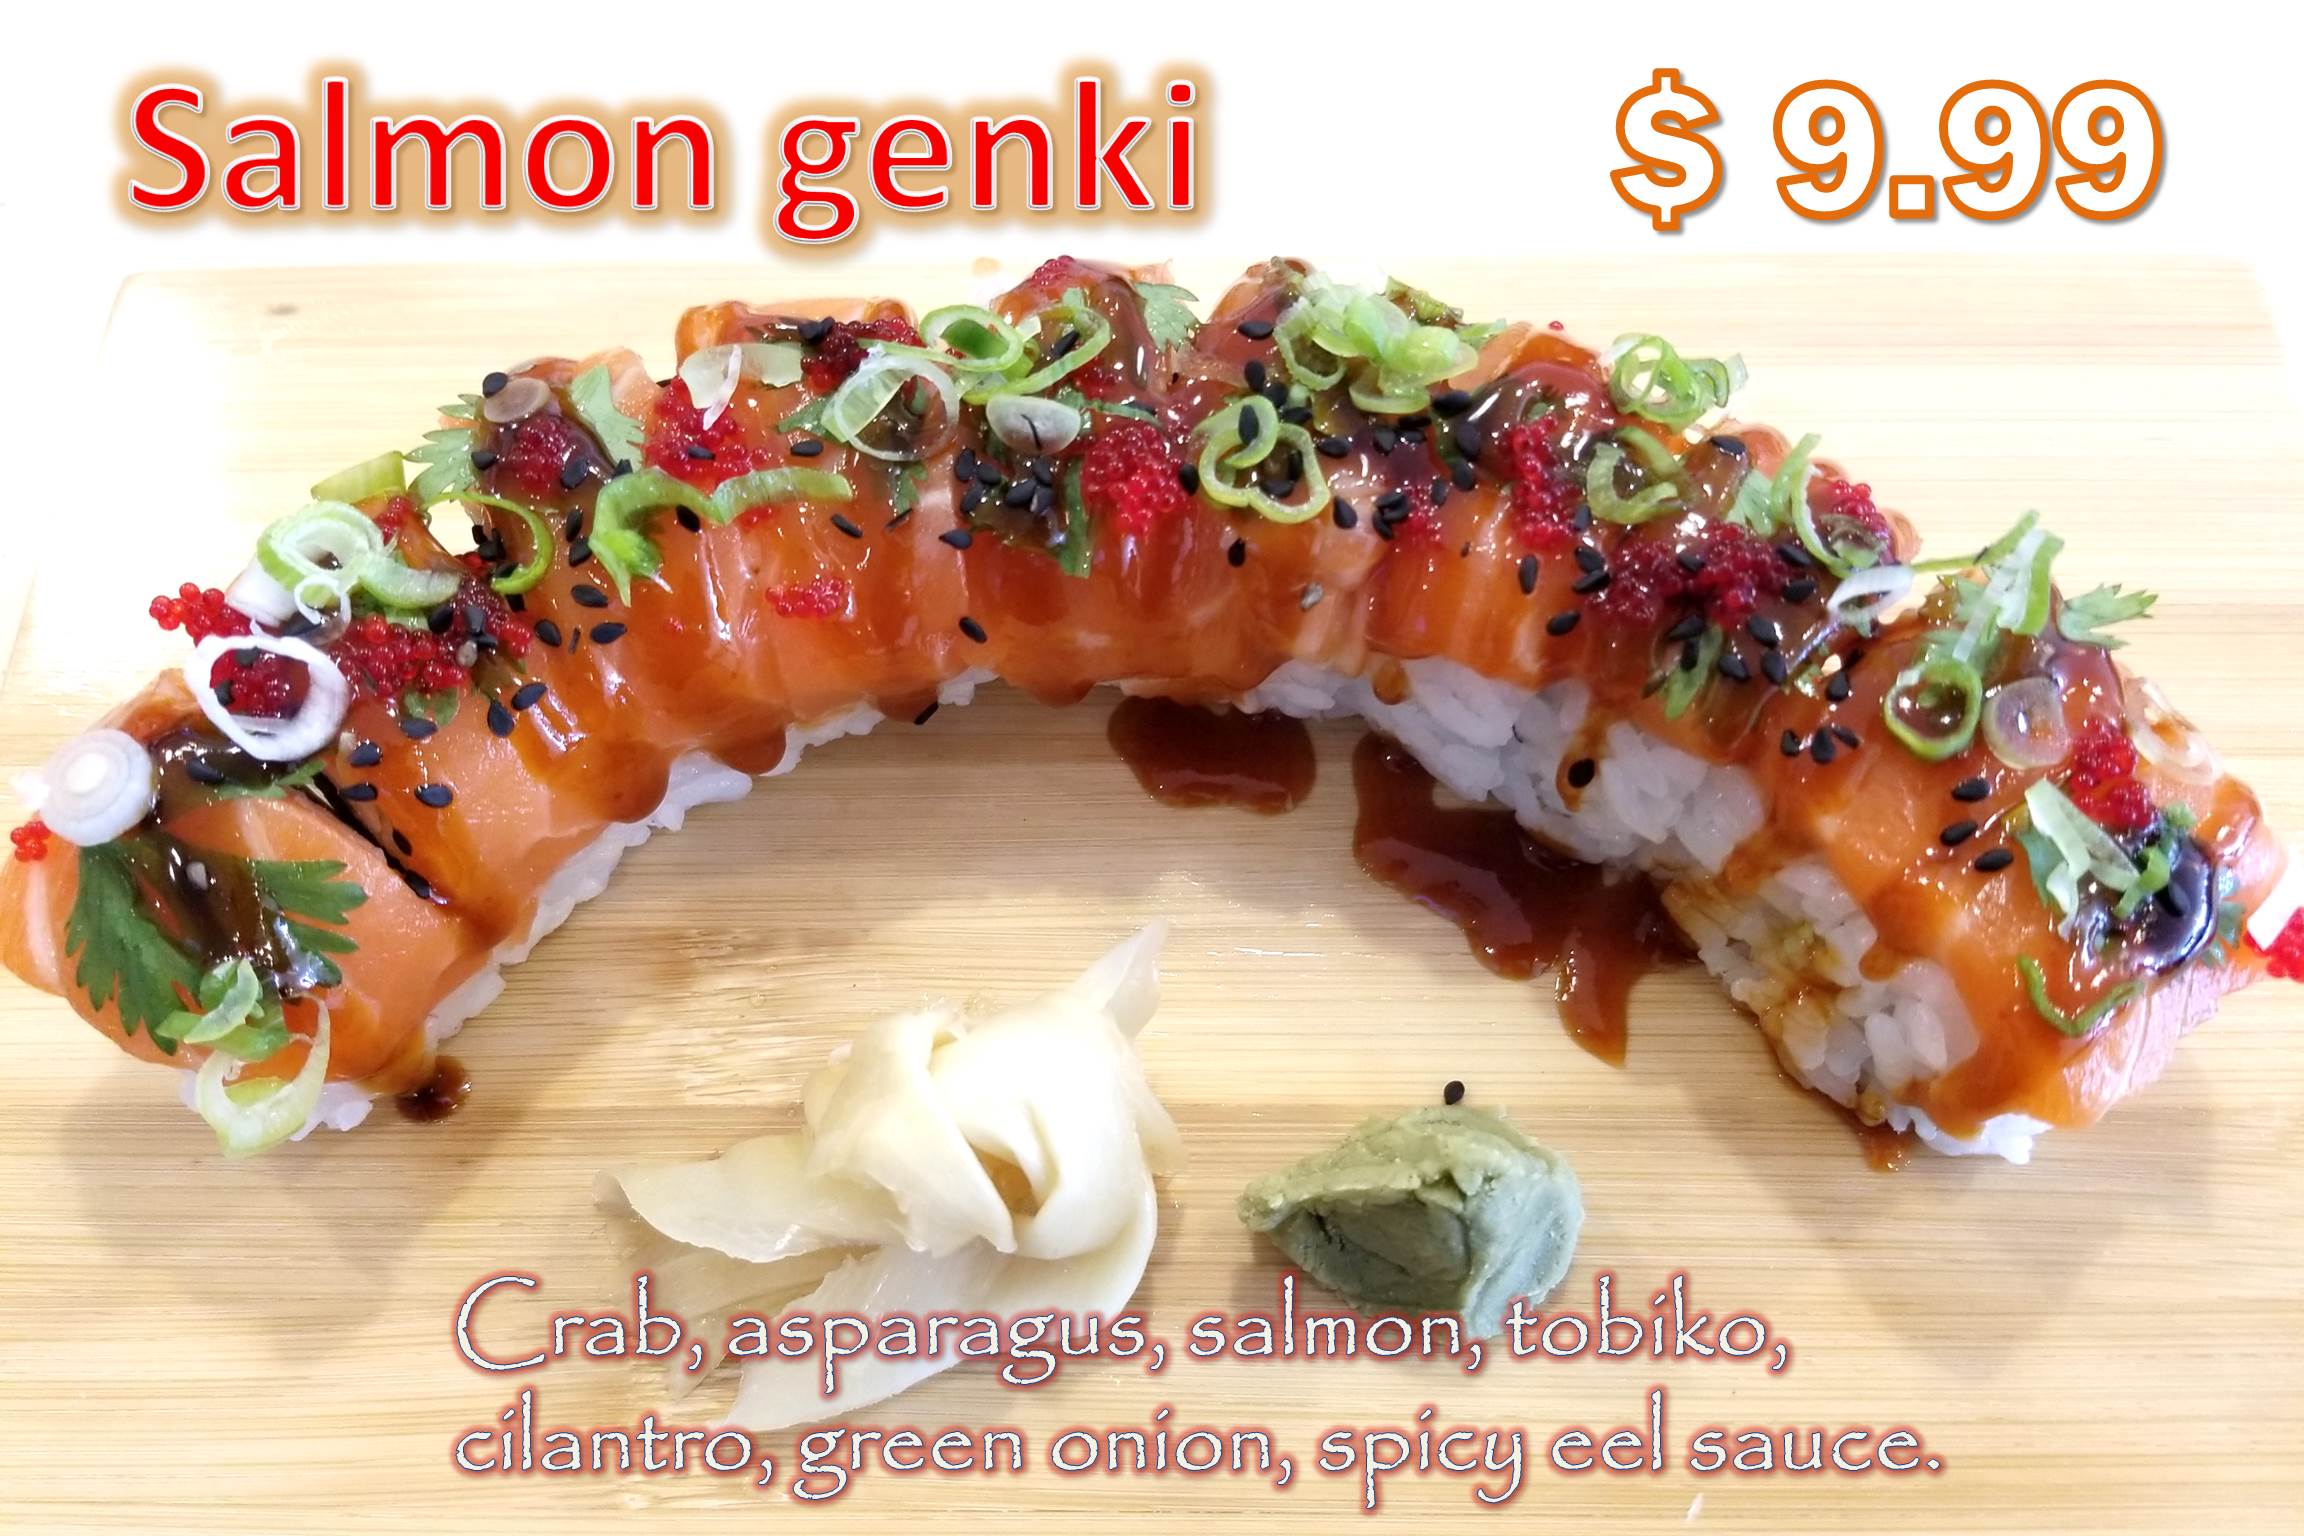 Salmon genki $ 9.99
Crab, asparagus, salmon, tobiko,
cilantro, green onion, spicy eel sauce.